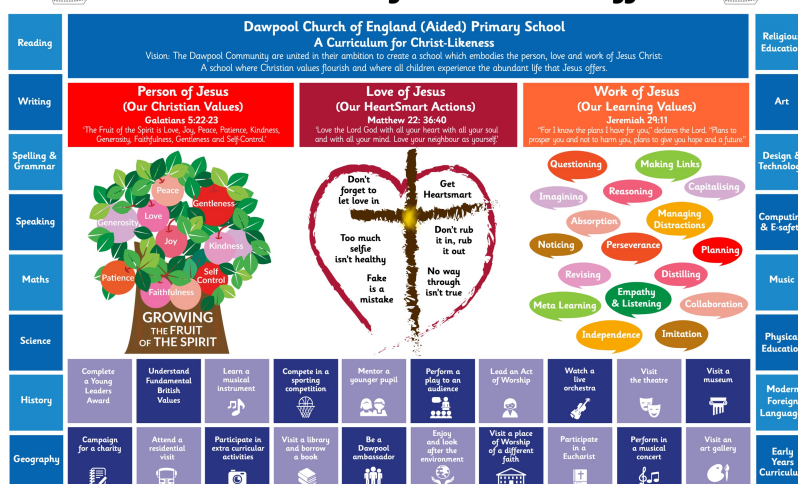 Dawpool Church of England (Aided) Primary School
A Curriculum for Christ-Likeness
Vision: The Dawpool Community are united in their ambition to create a school which embodies the person, love and work of Jesus Christ:
A school where Christian values flourish and where all children experience the abundant life that Jesus offers.
Reading
Writing
Spelling &
Grammar
Speaking
Maths
Science
History
Geography
Person of Jesus
(Our Christian Values)
Galatians 5:22-23
'The Fruit of the Spirit is Love, Joy, Peace, Patience, Kindness,
Generosity, Faithfulness, Gentleness and Self-Control.'
Peace
Gentleness
Generosity
Love
Joy
Kindness
Patience
Self
Control
Faithfulness
GROWING
THE FRUIT
OF THE SPIRIT
Love of Jesus
(Our HeartSmart Actions)
Matthew 22: 36:40
'Love the Lord God with all your heart with all your soul
and with all your mind. Love your neighbour as yourself.'
Don't
forget to
let love in
Get
Heartsmart
Too much
selfie
isn't healthy
Don't rub
it in, rub
it out
Fake
is a
mistake
No way
through
isn't true
Work of Jesus
(Our Learning Values)
Jeremiah 29:11
"For I know the plans I have for you," declares the Lord. "Plans to
prosper you and not to harm you, plans to give you hope and a future"
Questioning
Making Links
Imagining
Reasoning
Capitalising
Absorption
Managing
Distractions
Noticing
Perseverance
Planning
Revising
Distilling
Meta Learning
Empathy
& Listening
Collaboration
Independence
Imitation
Complete
a Young
Leaders
Award
Understand
Fundamental
British
Values
Learn a
musical
instrument
Compete in a
sporting
competition
Mentor a
younger pupil
Perform a
play to an
audience
Lead an Act
of Worship
Watch a
live
orchestra
Visit
the theatre
Visit a
museum
Campaign
for a charity
Attend a
residential
visit
Participate in
extra curricular
activities
Visit a library
and borrow
a book
Be a
Dawpool
ambassador
Enjoy
and look
after the
environment
Visit a place
of Worship
of a different
faith
Participate
in a
Eucharist
Perform in
a musical
concert
Visit an
art gallery
Religiou
Educatio
Art
Design &
Technolog
Computin
& E-safet
Music
Physica
Educatio
Modern
Foreign
Languag
Early
Years
Curriculu